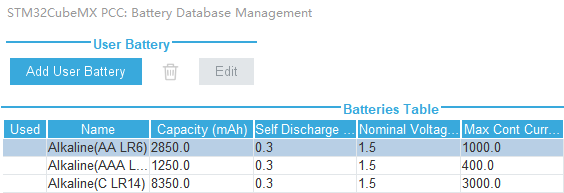 STM32CubeMX PCC: Battery Database Management
User Battery
Add User Battery Edit
Batteries Table
Used Name Capacity (mAh) Self Discharge ... Nominal Voltag... Max Cont Curr...
Alkaline(AA LR6) 2850.0 0.3 1.5 1000.0
Alkaline(AAA L... 1250.0 0.3 1.5 400.0
Alkaline(C LR14) 8350.0 0.3 1.5 3000.0